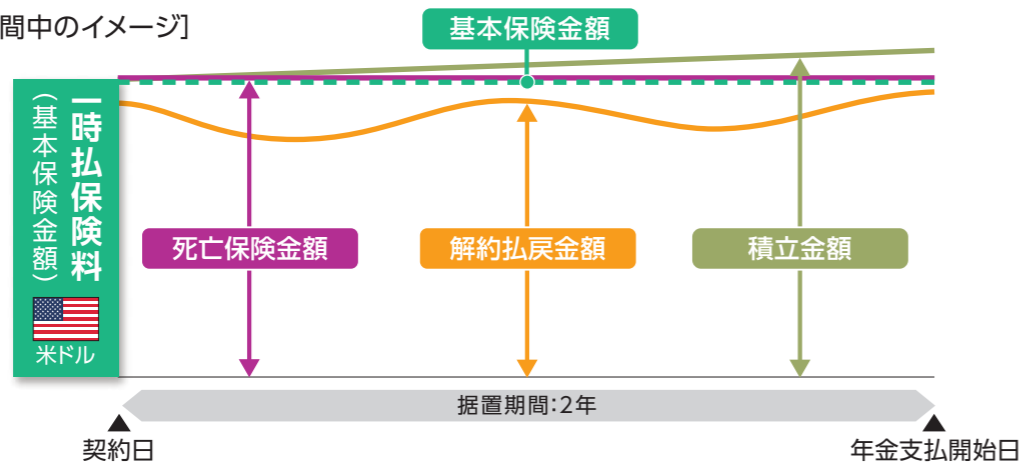 間中のイメージ]
基本保険金額
一時払保険料
（基本保険金額）
米ドル
死亡保険金額
解約払戻金額
積立金額
据置期間:2年
契約日
年金支払開始日